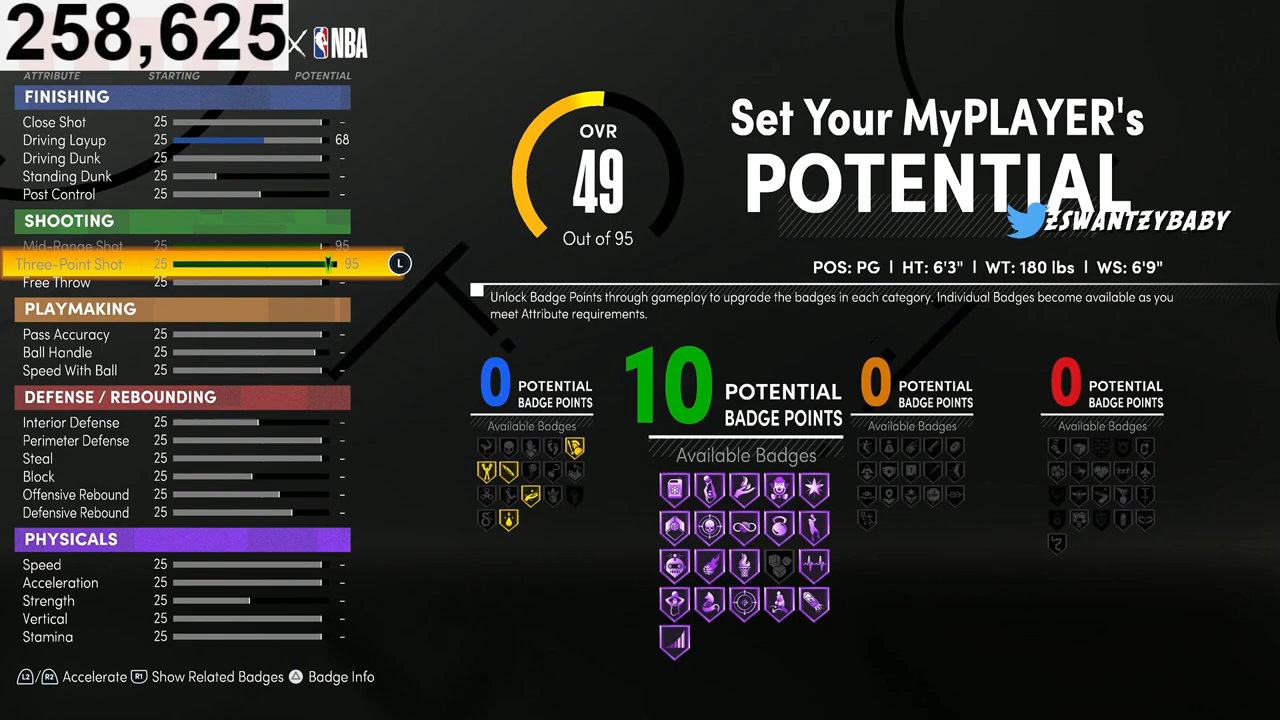 258,625
X NBA
ATTRIBUTE STARTING POTENTIAL
FINISHING
Close Shot 25 -
Driving Layup 25 68
Driving Dunk 25 -
Standing Dunk 25 -
Post Control 25 -
SHOOTING
Mid-Range Shot 25 95
Three-Point Shot 25 95 L
Free Throw 25 -
PLAYMAKING
Pass Accuracy 25 -
Ball Handle 25 -
Speed With Ball 25 -
DEFENSE / REBOUNDING
Interior Defense 25 -
Perimeter Defense 25 -
Steal 25 -
Block 25 -
Offensive Rebound 25 -
Defensive Rebound 25 -
PHYSICALS
Speed 25 -
Acceleration 25 -
Strength 25 -
Vertical 25 -
Stamina 25 -
L2/R2 Accelerate R1 Show Related Badges Badge Info
OVR
49
Out of 95
Set Your MyPLAYER's
POTENTIAL
ZSWANTZYBABY
POS: PG | HT: 6'3" | WT: 180 lbs | WS: 6'9"
Unlock Badge Points through gameplay to upgrade the badges in each category. Individual Badges become available as you
meet Attribute requirements.
0 POTENTIAL
BADGE POINTS
Available Badges
10 POTENTIAL
BADGE POINTS
Available Badges
0 POTENTIAL
BADGE POINTS
Available Badges
0 POTENTIAL
BADGE POINTS
Available Badges